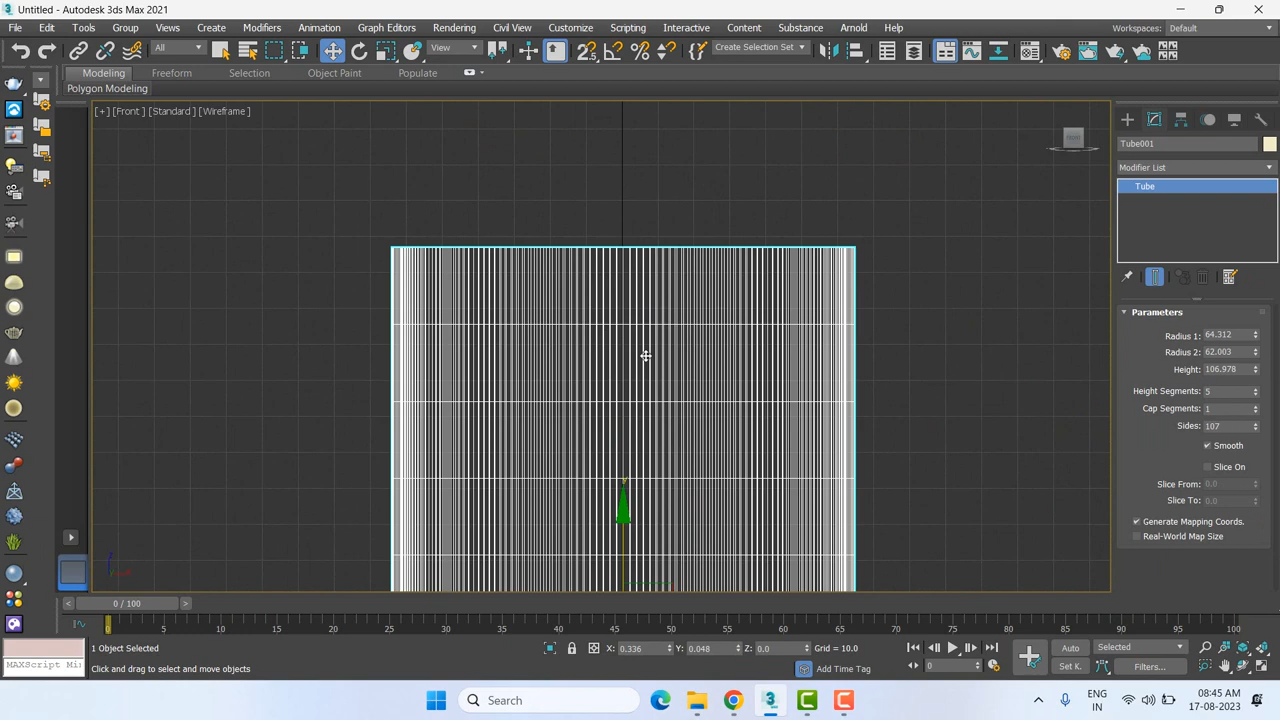 Untitled - Autodesk 3ds Max 2021
File Edit Tools Group Views Create Modifiers Animation Graph Editors Rendering Civil View Customize Scripting Interactive Content Substance Arnold Help Workspaces: Default
All View Create Selection Set
Modeling Freeform Selection Object Paint Populate
Polygon Modeling
[+] [Front ] [Standard ] [Wireframe ]
Tube001
Modifier List
Tube
Parameters
Radius 1: 64.312
Radius 2: 62.003
Height: 106.978
Height Segments: 5
Cap Segments: 1
Sides: 107
Smooth
Slice On
Slice From: 0.0
Slice To: 0.0
Generate Mapping Coords.
Real-World Map Size
y
< 0 / 100 >
0 5 10 15 20 25 30 35 40 45 50 55 60 65 70 75 80 85 90 95 100
1 Object Selected X: 0.336 Y: 0.048 Z: 0.0 Grid = 10.0 Auto Selected
MAXScript Mi
Click and drag to select and move objects Add Time Tag Set K. 0 Filters...
Search
ENG
IN
08:45 AM
17-08-2023